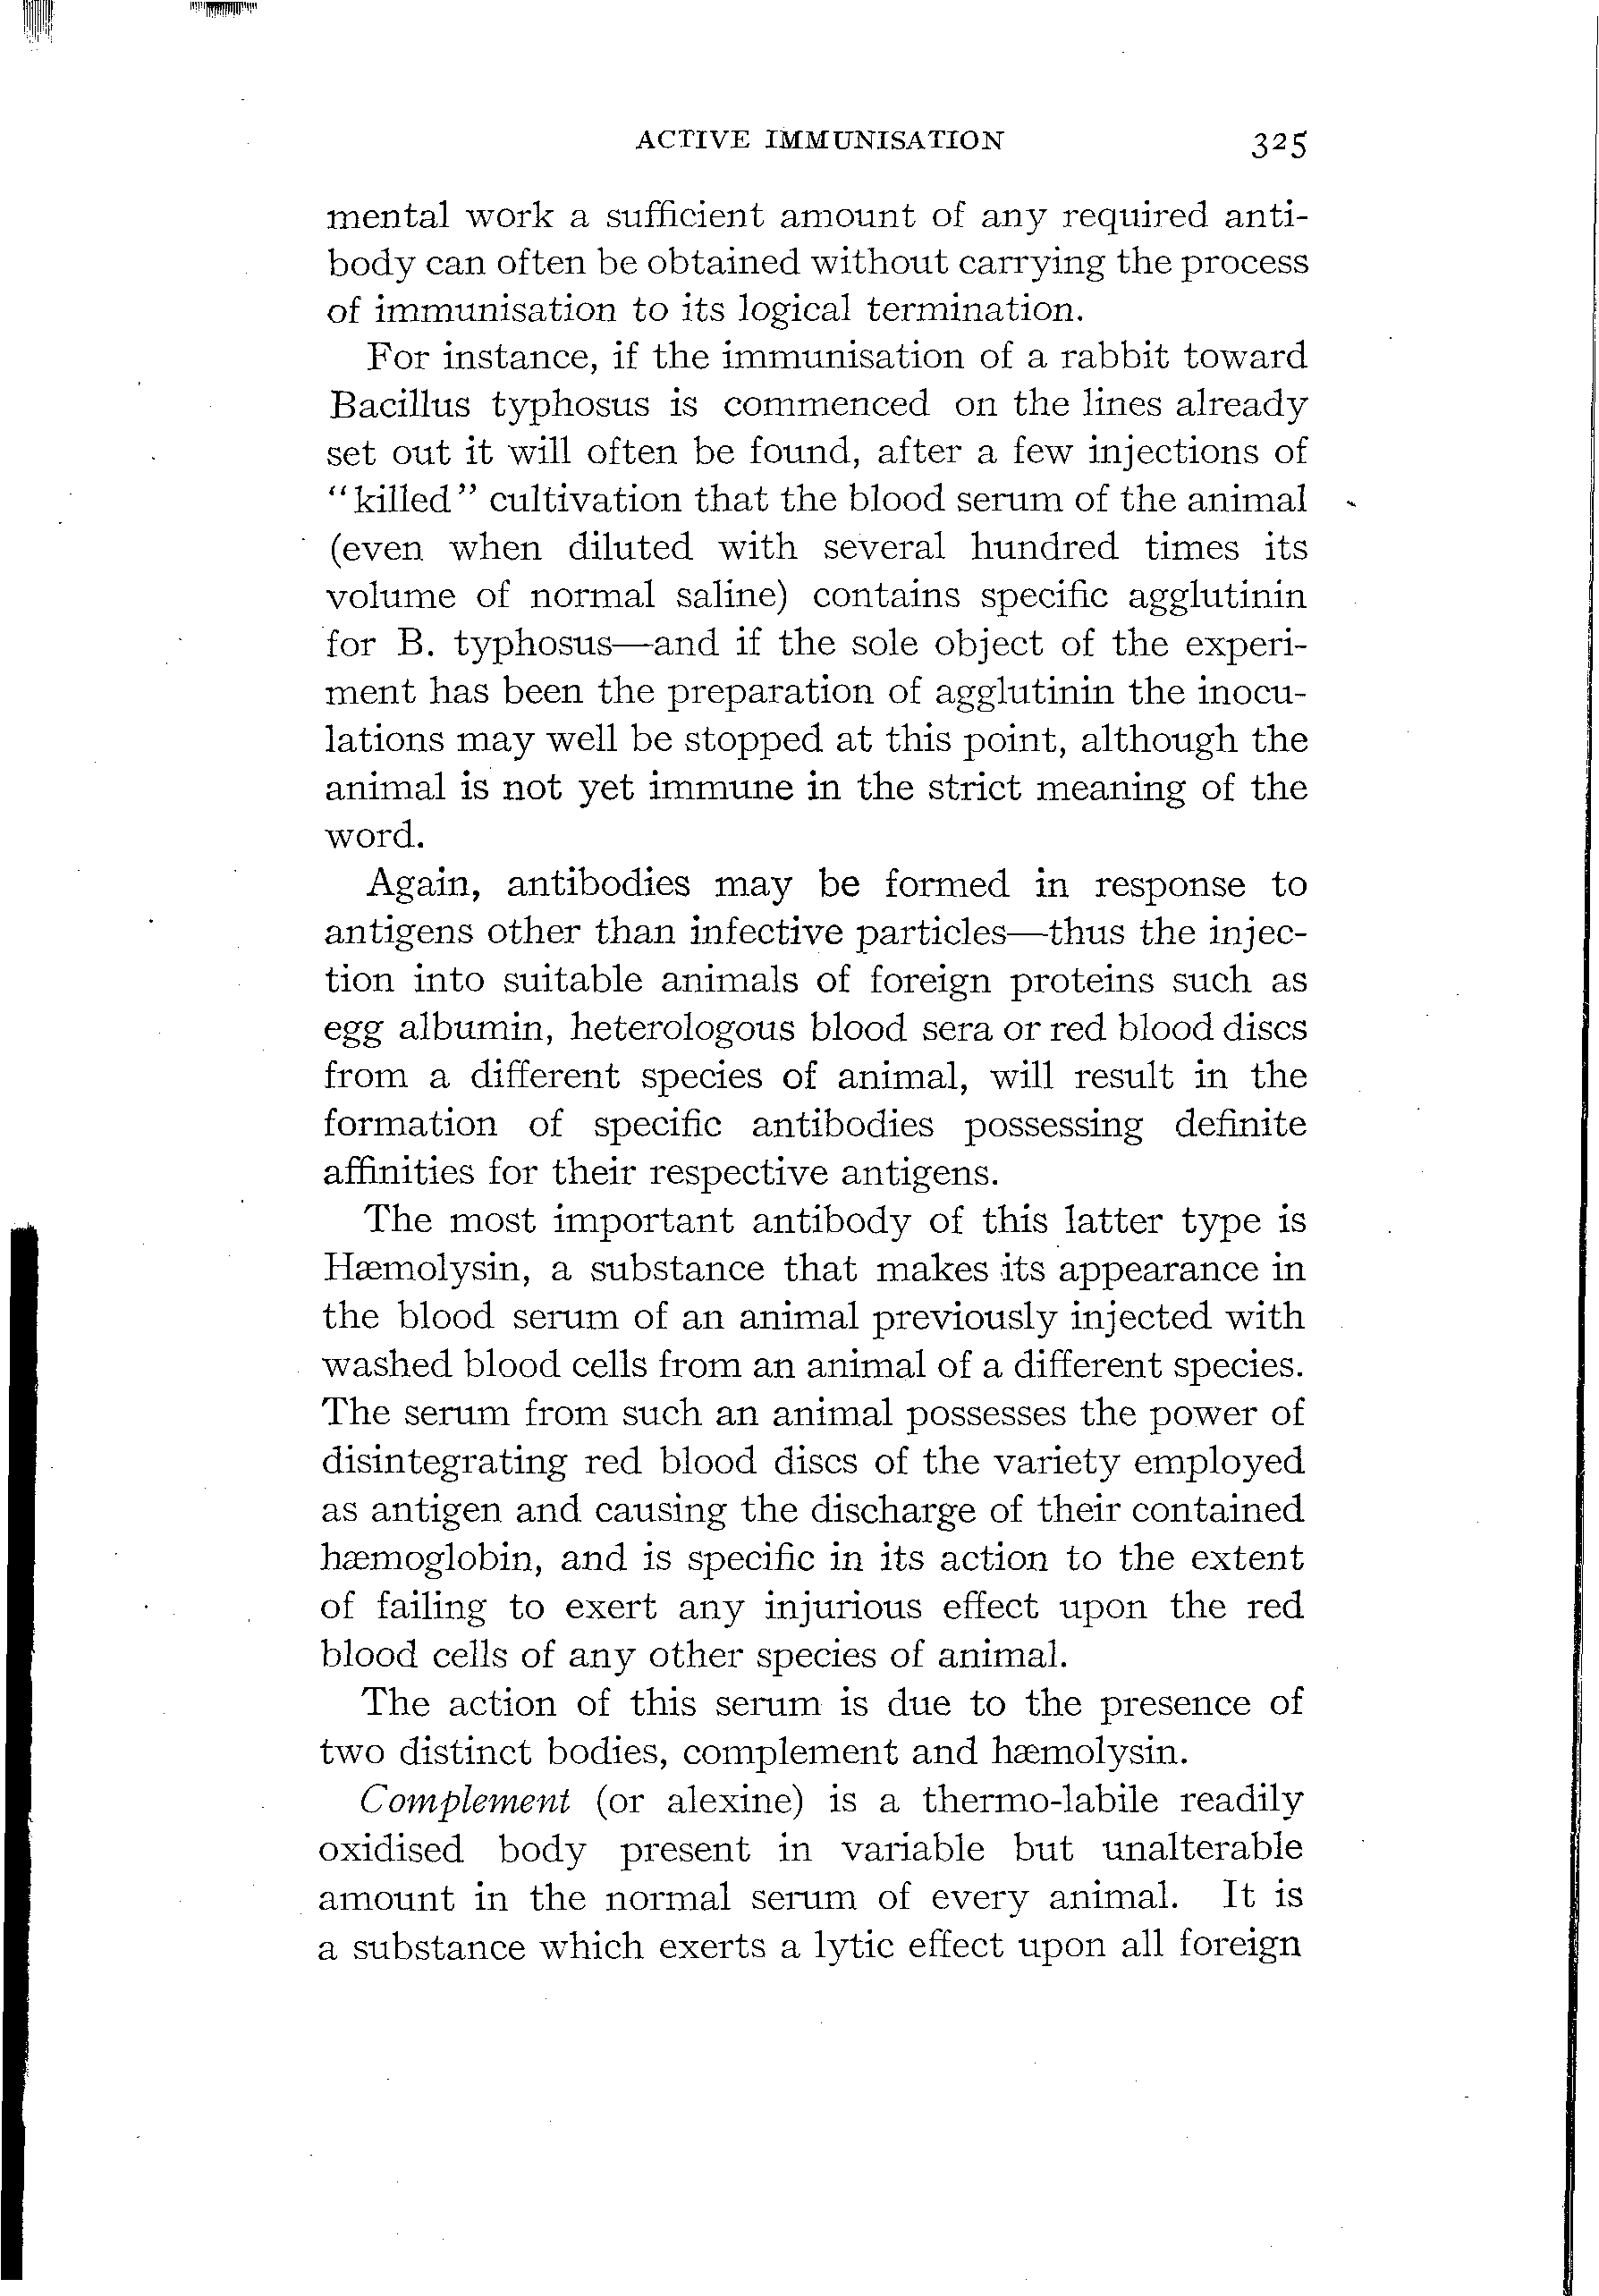 ACTIVE IMMUNISATION 325
mental work a sufficient amount of any required anti-
body can often be obtained without carrying the process
of immunisation to its logical termination.
For instance, if the immunisation of a rabbit toward
Bacillus typhosus is commenced on the lines already
set out it will often be found, after a few injections of
“killed” cultivation that the blood serum of the animal
(even when diluted with several hundred times its
volume of normal saline) contains specific agglutinin
for B. typhosus—and if the sole object of the experi-
ment has been the preparation of agglutinin the inocu-
lations may well be stopped at this point, although the
animal is not yet immune in the strict meaning of the
word.
Again, antibodies may be formed in response to
antigens other than infective particles—thus the injec-
tion into suitable animals of foreign proteins such as
egg albumin, heterologous blood sera or red blood discs
from a different species of animal, will result in the
formation of specific antibodies possessing definite
affinities for their respective antigens.
The most important antibody of this latter type is
Hæmolysin, a substance that makes its appearance in
the blood serum of an animal previously injected with
washed blood cells from an animal of a different species.
The serum from such an animal possesses the power of
disintegrating red blood discs of the variety employed
as antigen and causing the discharge of their contained
hæmoglobin, and is specific in its action to the extent
of failing to exert any injurious effect upon the red
blood cells of any other species of animal.
The action of this serum is due to the presence of
two distinct bodies, complement and hæmolysin.
Complement (or alexine) is a thermo-labile readily
oxidised body present in variable but unalterable
amount in the normal serum of every animal. It is
a substance which exerts a lytic effect upon all foreign